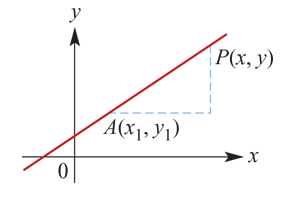 y
P(x, y)
A(x₁, y₁)
x
0